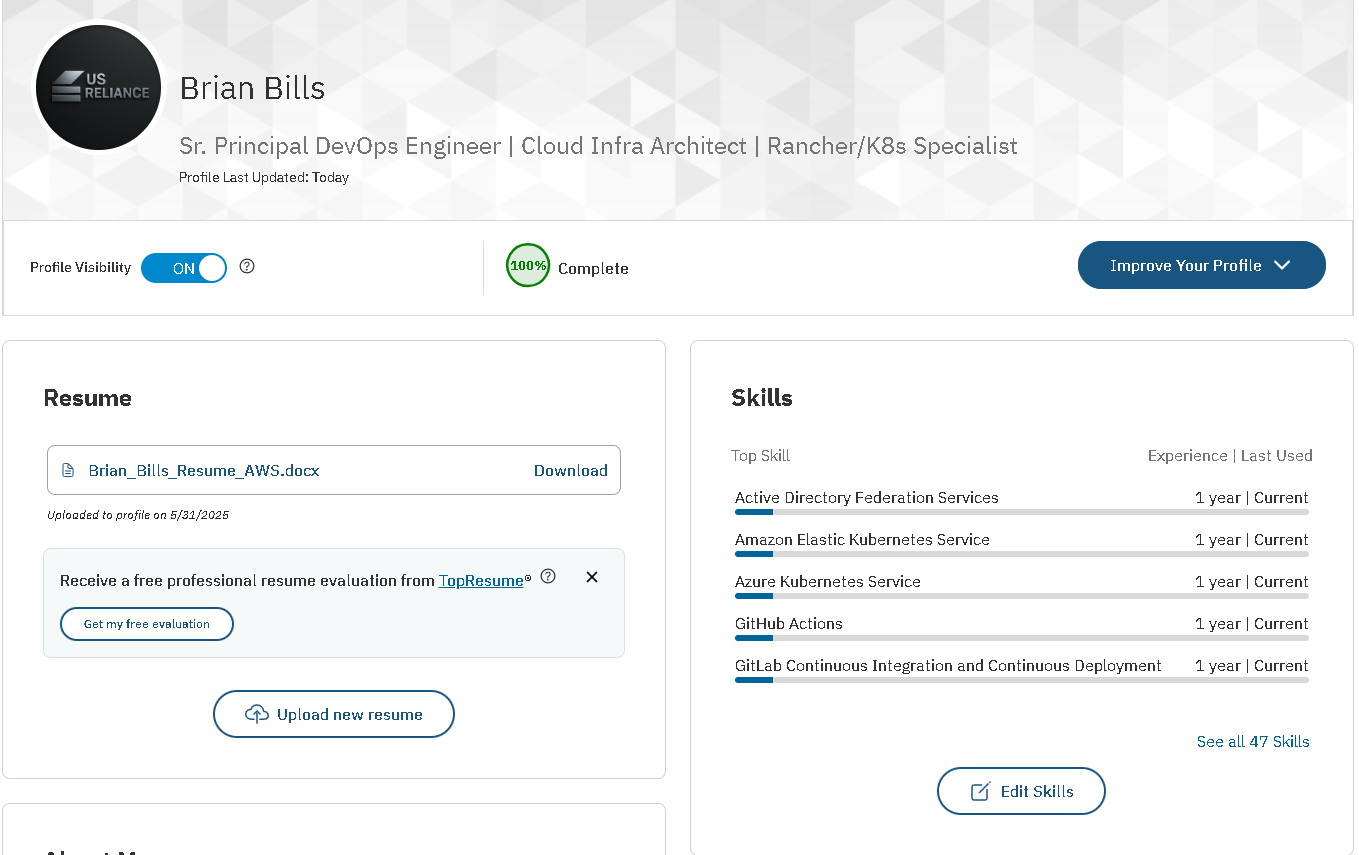 US
RELIANCE
Brian Bills
Sr. Principal DevOps Engineer | Cloud Infra Architect | Rancher/K8s Specialist
Profile Last Updated: Today
Profile Visibility ON ?
100% Complete
Improve Your Profile
Resume
Brian_Bills_Resume_AWS.docx Download
Uploaded to profile on 5/31/2025
Receive a free professional resume evaluation from TopResume® ?
Get my free evaluation
Upload new resume
Skills
Top Skill Experience | Last Used
Active Directory Federation Services 1 year | Current
Amazon Elastic Kubernetes Service 1 year | Current
Azure Kubernetes Service 1 year | Current
GitHub Actions 1 year | Current
GitLab Continuous Integration and Continuous Deployment 1 year | Current
See all 47 Skills
Edit Skills